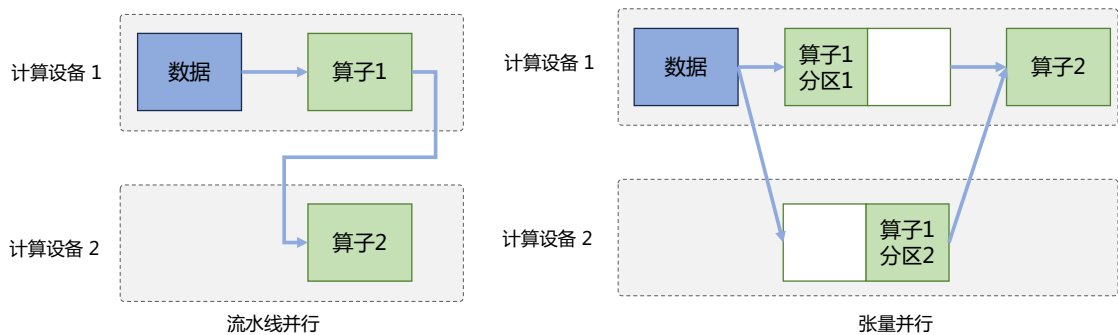 计算设备 1
数据
算子1
计算设备 2
算子2
流水线并行
计算设备 1
数据
算子1
分区1
算子2
计算设备 2
算子1
分区2
张量并行